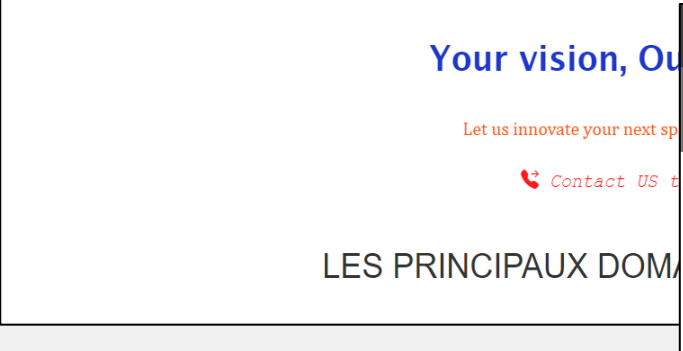 Your vision, Ou
Let us innovate your next sp
Contact US t
LES PRINCIPAUX DOMA